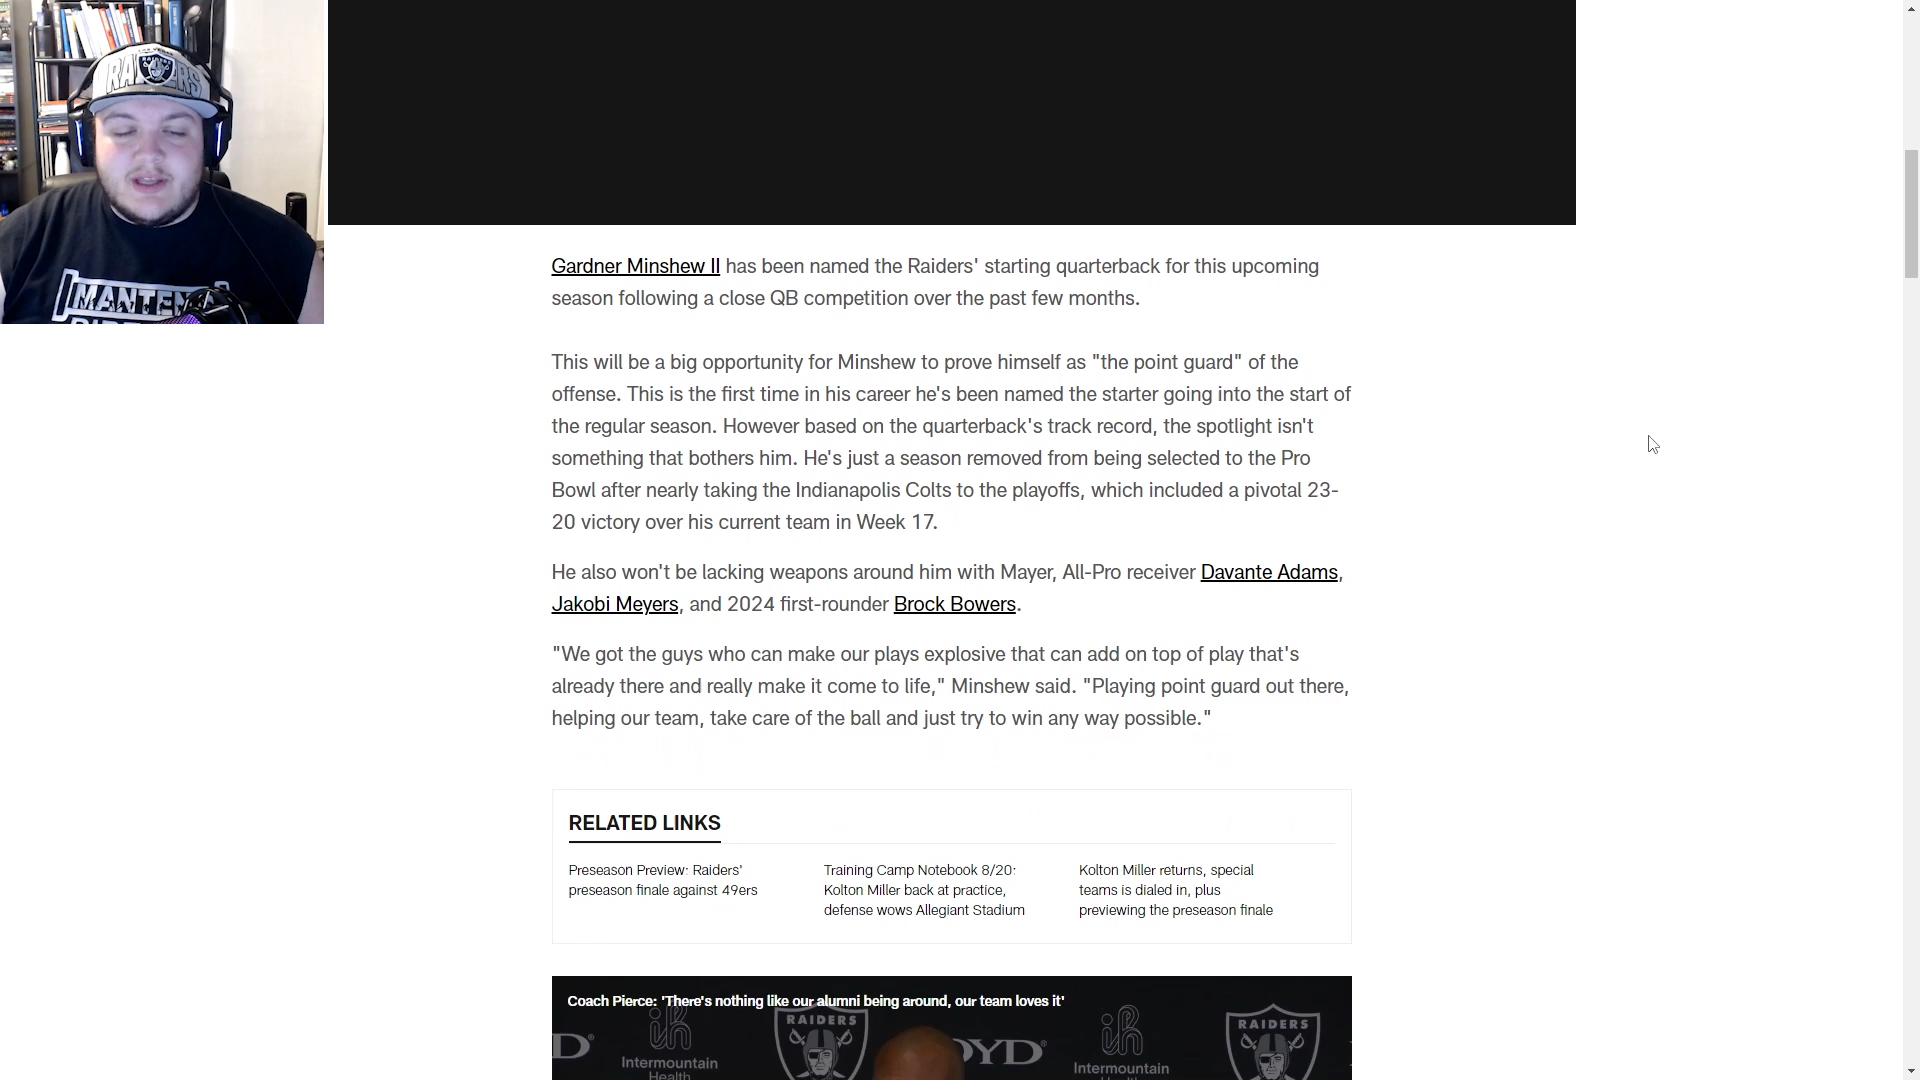 RAIDERS
MANTENO
Gardner Minshew II has been named the Raiders' starting quarterback for this upcoming
season following a close QB competition over the past few months.
This will be a big opportunity for Minshew to prove himself as "the point guard" of the
offense. This is the first time in his career he's been named the starter going into the start of
the regular season. However based on the quarterback's track record, the spotlight isn't
something that bothers him. He's just a season removed from being selected to the Pro
Bowl after nearly taking the Indianapolis Colts to the playoffs, which included a pivotal 23-
20 victory over his current team in Week 17.
He also won't be lacking weapons around him with Mayer, All-Pro receiver Davante Adams,
Jakobi Meyers, and 2024 first-rounder Brock Bowers.
"We got the guys who can make our plays explosive that can add on top of play that's
already there and really make it come to life," Minshew said. "Playing point guard out there,
helping our team, take care of the ball and just try to win any way possible."
RELATED LINKS
Preseason Preview: Raiders'
preseason finale against 49ers
Training Camp Notebook 8/20:
Kolton Miller back at practice,
defense wows Allegiant Stadium
Kolton Miller returns, special
teams is dialed in, plus
previewing the preseason finale
Coach Pierce: 'There's nothing like our alumni being around, our team loves it'
RAIDERS
RAIDERS
D®
OYD®
Intermountain
Health
Intermountain
Health